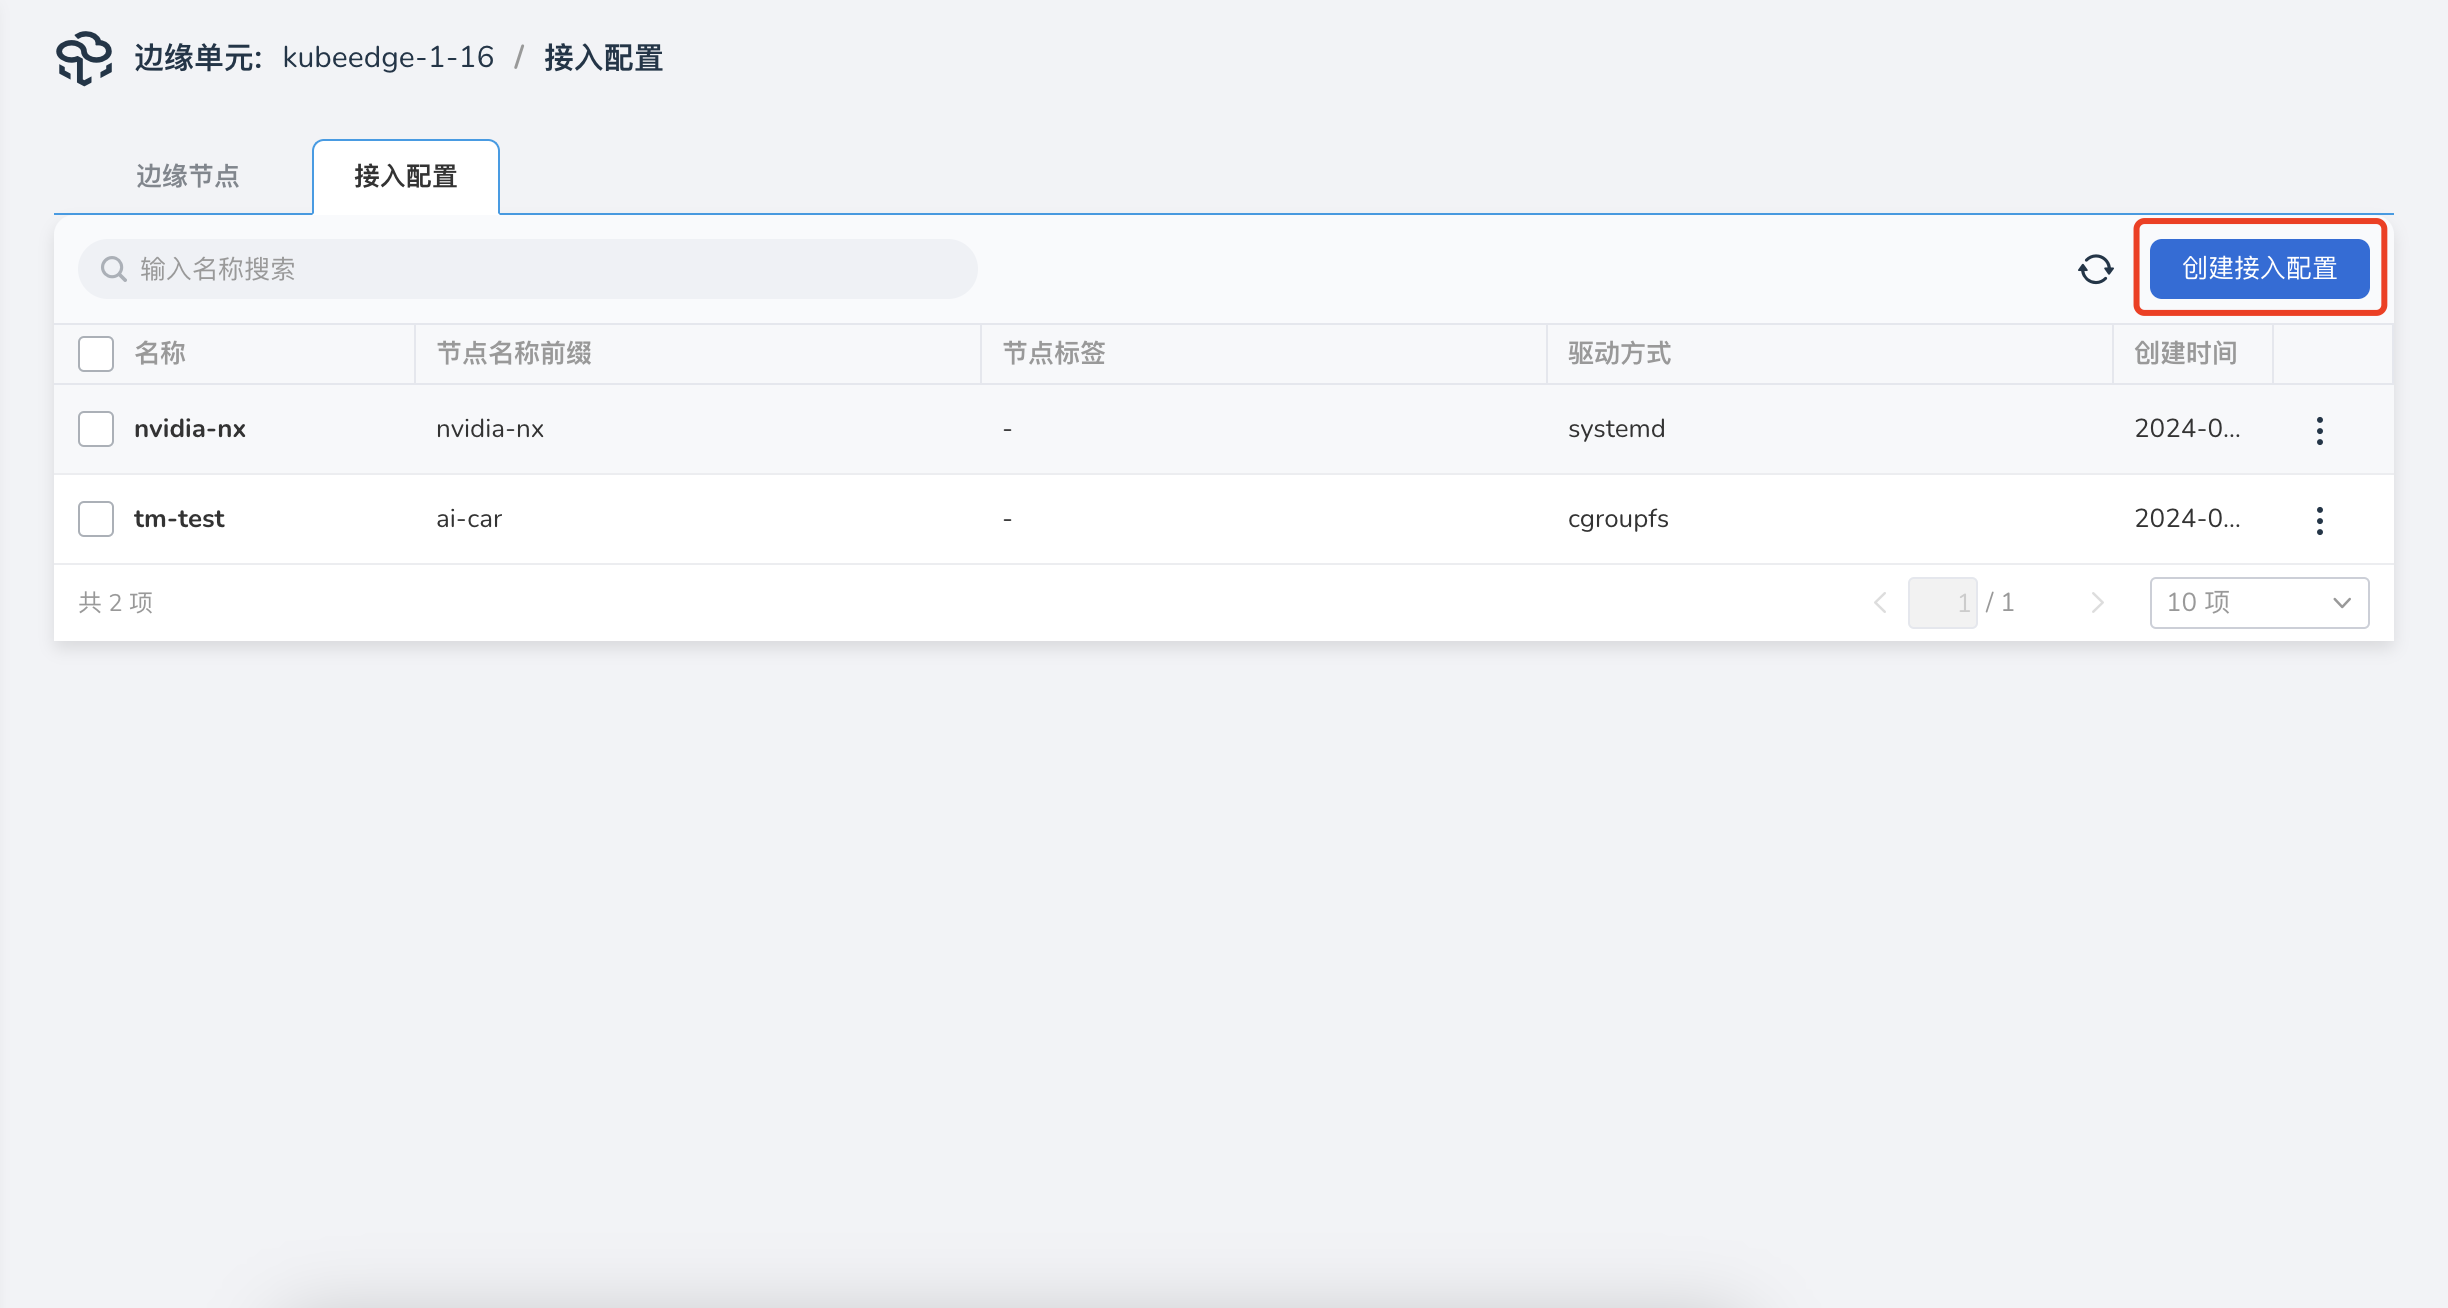 边缘单元: kubeedge-1-16 / 接入配置
边缘节点 接入配置
输入名称搜索 创建接入配置
名称 节点名称前缀 节点标签 驱动方式 创建时间
nvidia-nx nvidia-nx - systemd 2024-0...
tm-test ai-car - cgroupfs 2024-0...
共 2 项 1 / 1 10 项